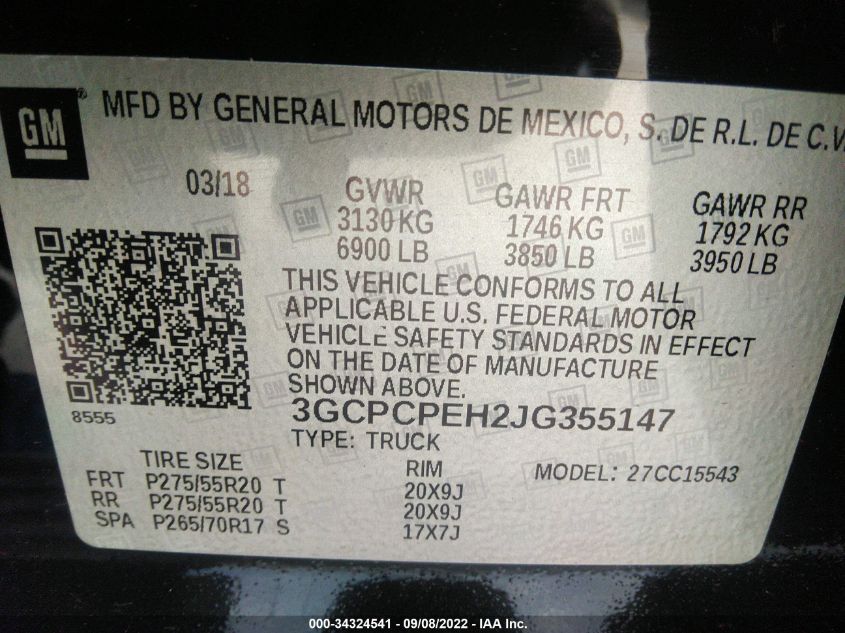 GM ® MFD BY GENERAL MOTORS DE MEXICO, S. DE R.L. DE C.V.
03/18 GVWR GAWR FRT GAWR RR
3130 KG 1746 KG 1792 KG
6900 LB 3850 LB 3950 LB
THIS VEHICLE CONFORMS TO ALL
APPLICABLE U.S. FEDERAL MOTOR
VEHICLE SAFETY STANDARDS IN EFFECT
ON THE DATE OF MANUFACTURE
SHOWN ABOVE.
8555 3GCPCPEH2JG355147
TYPE: TRUCK
TIRE SIZE RIM MODEL: 27CC15543
FRT P275/55R20 T 20X9J
RR P275/55R20 T 20X9J
SPA P265/70R17 S 17X7J
000-34324541 - 09/08/2022 - IAA Inc.